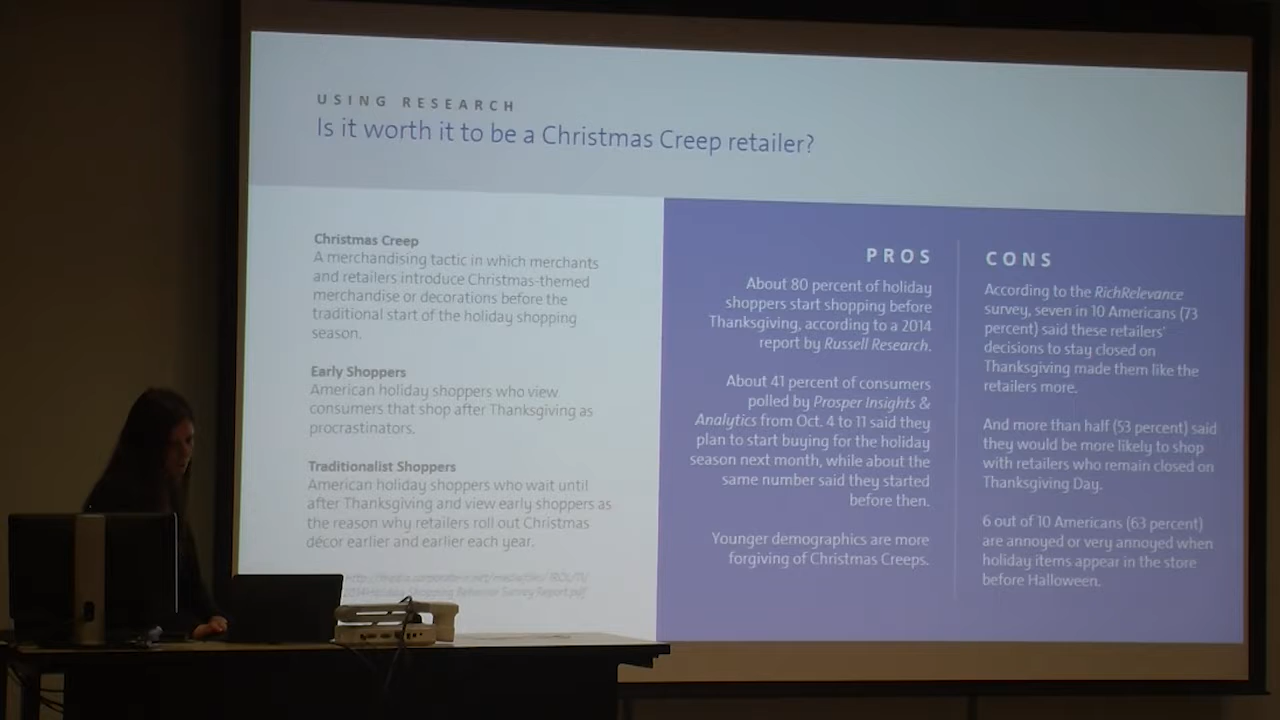 USING RESEARCH
Is it worth it to be a Christmas Creep retailer?
Christmas Creep
A merchandising tactic in which merchants
and retailers introduce Christmas-themed
merchandise or decorations before the
traditional start of the holiday shopping
season.
Early Shoppers
American holiday shoppers who view
consumers that shop after Thanksgiving as
procrastinators.
Traditionalist Shoppers
American holiday shoppers who wait until
after Thanksgiving and view early shoppers as
the reason why retailers roll out Christmas
décor earlier and earlier each year.
Shopping Behavior Survey Report.pdf
PROS
About 80 percent of holiday
shoppers start shopping before
Thanksgiving, according to a 2014
report by Russell Research.
About 41 percent of consumers
polled by Prosper Insights &
Analytics from Oct. 4 to 11 said they
plan to start buying for the holiday
season next month, while about the
same number said they started
before then.
Younger demographics are more
forgiving of Christmas Creeps.
CONS
According to the RichRelevance
survey, seven in 10 Americans (73
percent) said these retailers'
decisions to stay closed on
Thanksgiving made them like the
retailers more.
And more than half (53 percent) said
they would be more likely to shop
with retailers who remain closed on
Thanksgiving Day.
6 out of 10 Americans (63 percent)
are annoyed or very annoyed when
holiday items appear in the store
before Halloween.